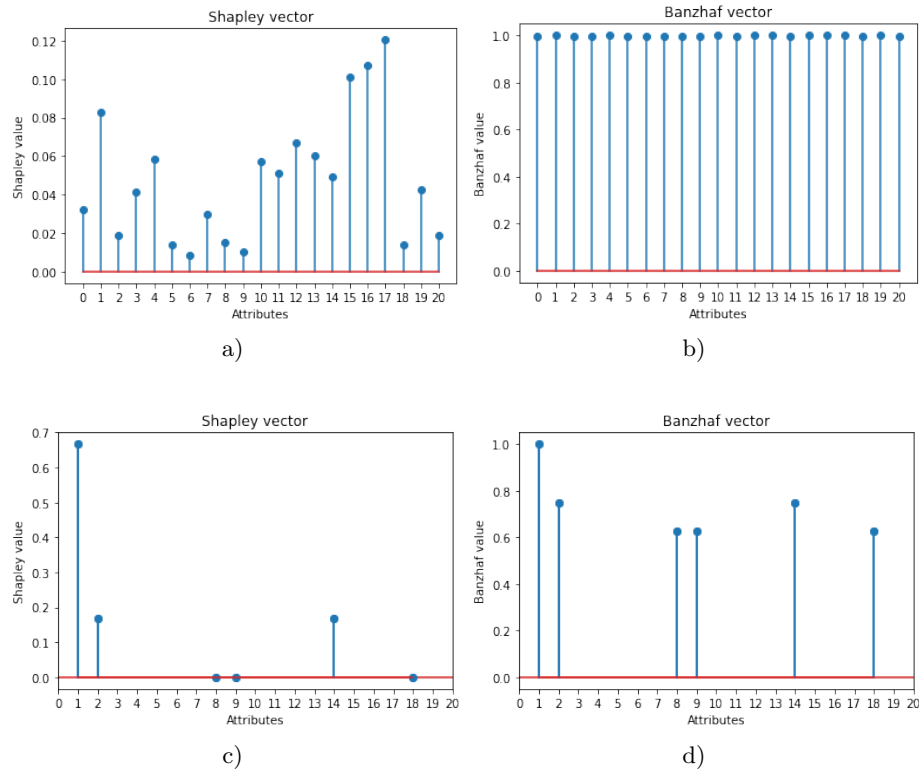 Shapley vector
0.12
0.10
0.08
0.06
0.04
0.02
0.00
Shapley value
0 1 2 3 4 5 6 7 8 9 10 11 12 13 14 15 16 17 18 19 20
Attributes
a)
Banzhaf vector
1.0
0.8
0.6
0.4
0.2
0.0
Banzhaf value
0 1 2 3 4 5 6 7 8 9 10 11 12 13 14 15 16 17 18 19 20
Attributes
b)
Shapley vector
0.7
0.6
0.5
0.4
0.3
0.2
0.1
0.0
Shapley value
0 1 2 3 4 5 6 7 8 9 10 11 12 13 14 15 16 17 18 19 20
Attributes
c)
Banzhaf vector
1.0
0.8
0.6
0.4
0.2
0.0
Banzhaf value
0 1 2 3 4 5 6 7 8 9 10 11 12 13 14 15 16 17 18 19 20
Attributes
d)